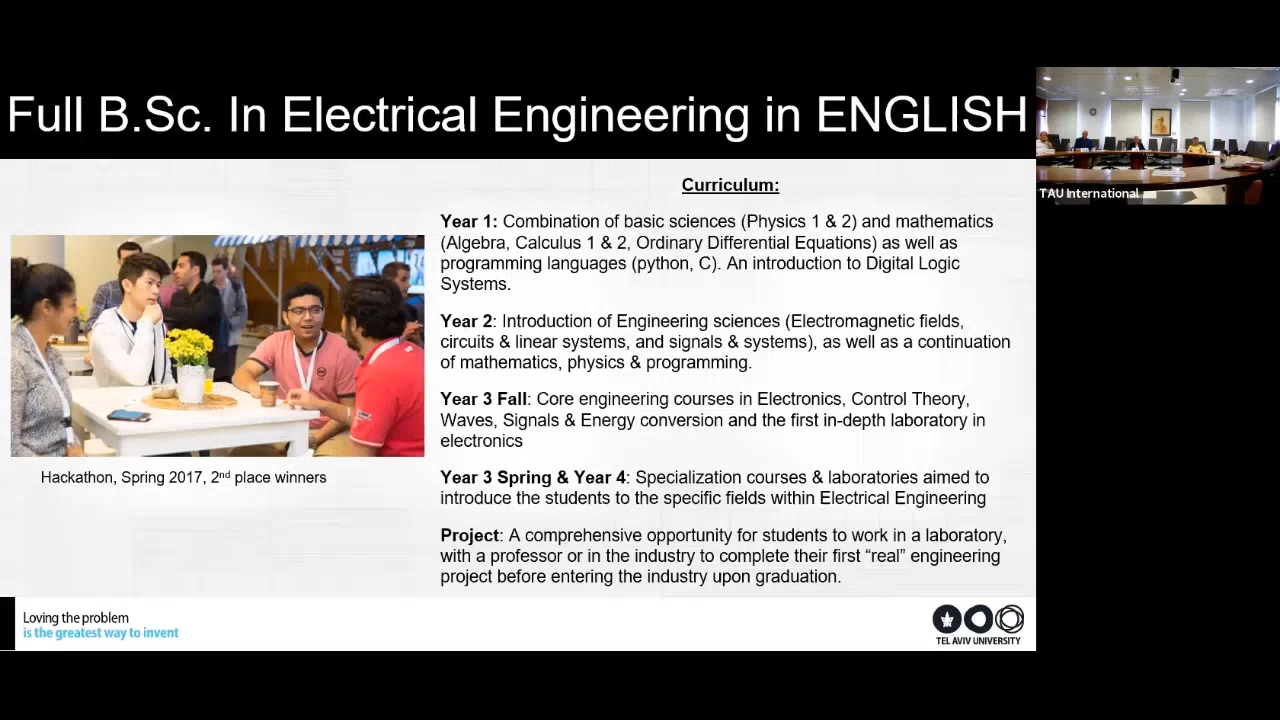 Full B.Sc. In Electrical Engineering in ENGLISH
TAU International
Curriculum:
Year 1: Combination of basic sciences (Physics 1 & 2) and mathematics
(Algebra, Calculus 1 & 2, Ordinary Differential Equations) as well as
programming languages (python, C). An introduction to Digital Logic
Systems.
Year 2: Introduction of Engineering sciences (Electromagnetic fields,
circuits & linear systems, and signals & systems), as well as a continuation
of mathematics, physics & programming.
Year 3 Fall: Core engineering courses in Electronics, Control Theory,
Waves, Signals & Energy conversion and the first in-depth laboratory in
electronics
Year 3 Spring & Year 4: Specialization courses & laboratories aimed to
introduce the students to the specific fields within Electrical Engineering
Project: A comprehensive opportunity for students to work in a laboratory,
with a professor or in the industry to complete their first “real” engineering
project before entering the industry upon graduation.
Hackathon, Spring 2017, 2nd place winners
Loving the problem
is the greatest way to invent
TEL AVIV UNIVERSITY